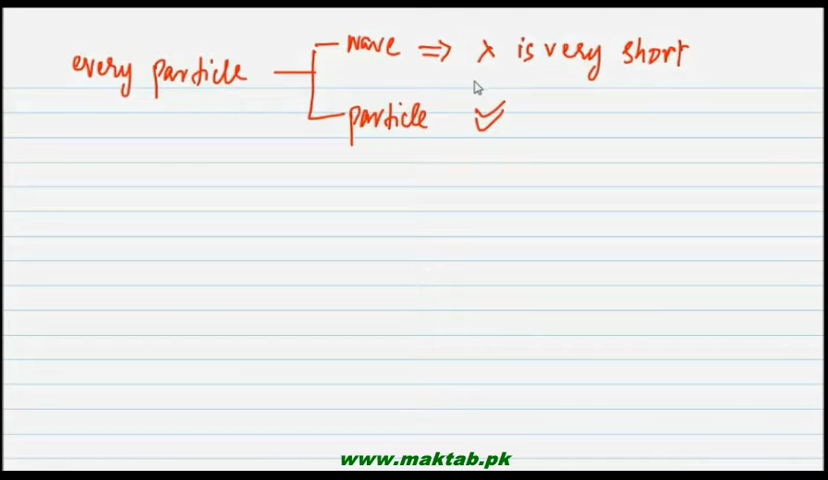 every particle
wave ⇒ λ is very short
particle ✓
www.maktab.pk